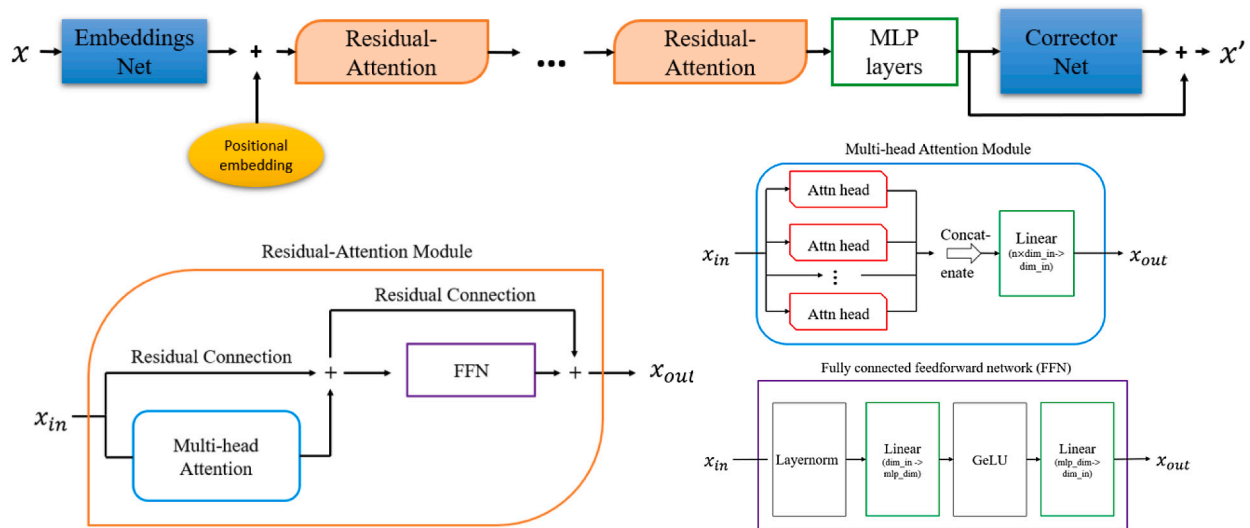 x
Embeddings
Net
+
Residual-
Attention
...
Residual-
Attention
MLP
layers
Corrector
Net
+
x'
Positional
embedding
Multi-head Attention Module
x_in
Attn head
Attn head
⋮
Attn head
Concat-
enate
Linear
(n×dim_in->
dim_in)
x_out
Residual-Attention Module
Residual Connection
Residual Connection
x_in
+
FFN
+
x_out
Multi-head
Attention
Fully connected feedforward network (FFN)
x_in
Layernorm
Linear
(dim_in ->
mlp_dim)
GeLU
Linear
(mlp_dim->
dim_in)
x_out